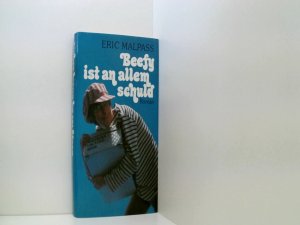 ERIC MALPASS
Beefy
ist an allem
schuld
Roman